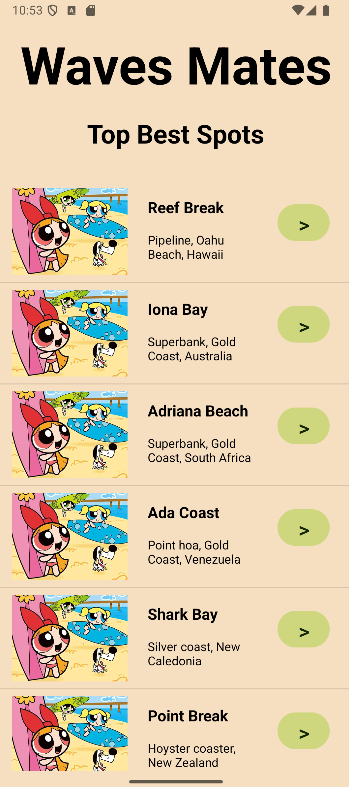 10:53
Waves Mates
Top Best Spots
Reef Break
>
Pipeline, Oahu
Beach, Hawaii
Iona Bay
>
Superbank, Gold
Coast, Australia
Adriana Beach
>
Superbank, Gold
Coast, South Africa
Ada Coast
>
Point hoa, Gold
Coast, Venezuela
Shark Bay
>
Silver coast, New
Caledonia
Point Break
>
Hoyster coaster,
New Zealand